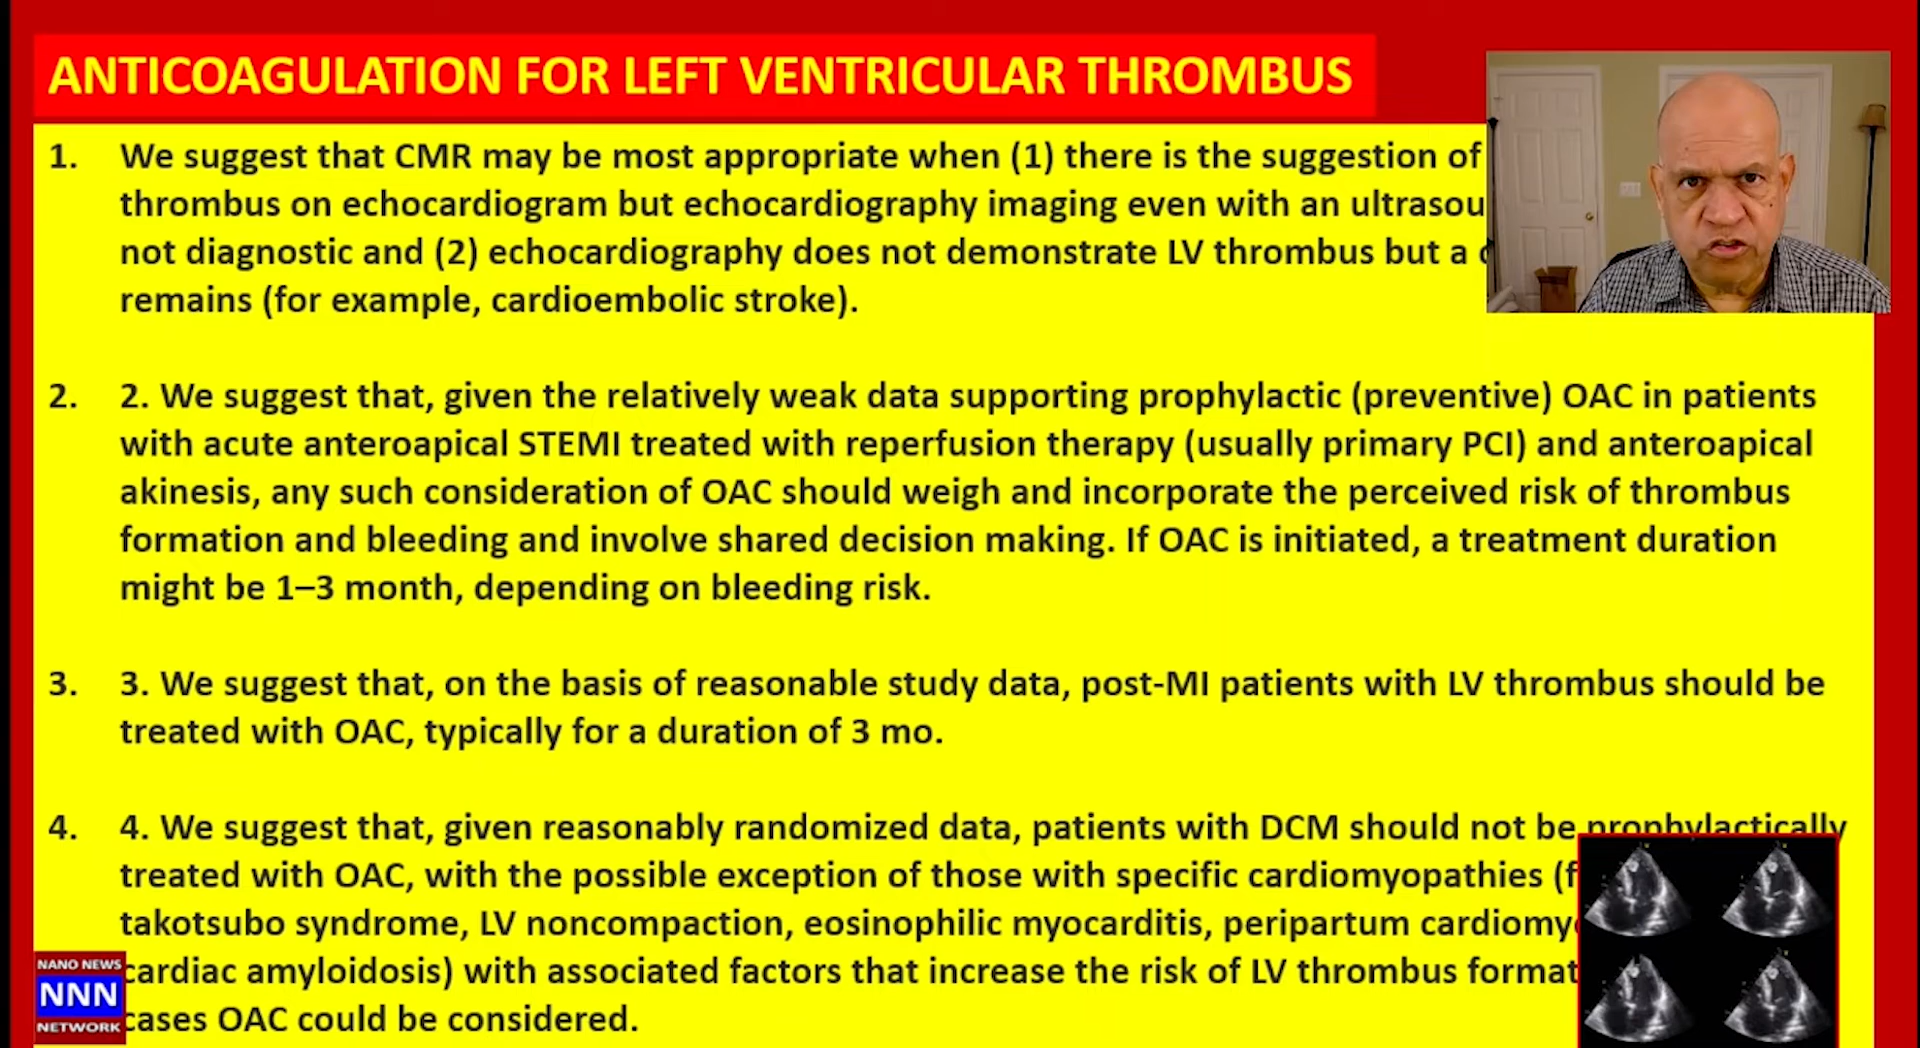 ANTICOAGULATION FOR LEFT VENTRICULAR THROMBUS
1. We suggest that CMR may be most appropriate when (1) there is the suggestion of
thrombus on echocardiogram but echocardiography imaging even with an
not diagnostic and (2) echocardiography does not demonstrate LV thrombus but a
remains (for example, cardioembolic stroke).
2. 2. We suggest that, given the relatively weak data supporting prophylactic (preventive) OAC in patients
with acute anteroapical STEMI treated with reperfusion therapy (usually primary PCI) and anteroapical
akinesis, any such consideration of OAC should weigh and incorporate the perceived risk of thrombus
formation and bleeding and involve shared decision making. If OAC is initiated, a treatment duration
might be 1–3 month, depending on bleeding risk.
3. 3. We suggest that, on the basis of reasonable study data, post-MI patients with LV thrombus should be
treated with OAC, typically for a duration of 3 mo.
4. 4. We suggest that, given reasonably randomized data, patients with DCM should not be prophylactically
treated with OAC, with the possible exception of those with specific cardiomyopathies
takotsubo syndrome, LV noncompaction, eosinophilic myocarditis, peripartum
cardiac amyloidosis) with associated factors that increase the risk of LV thrombus
cases OAC could be considered.
NANO NEWS
NNN
NETWORK